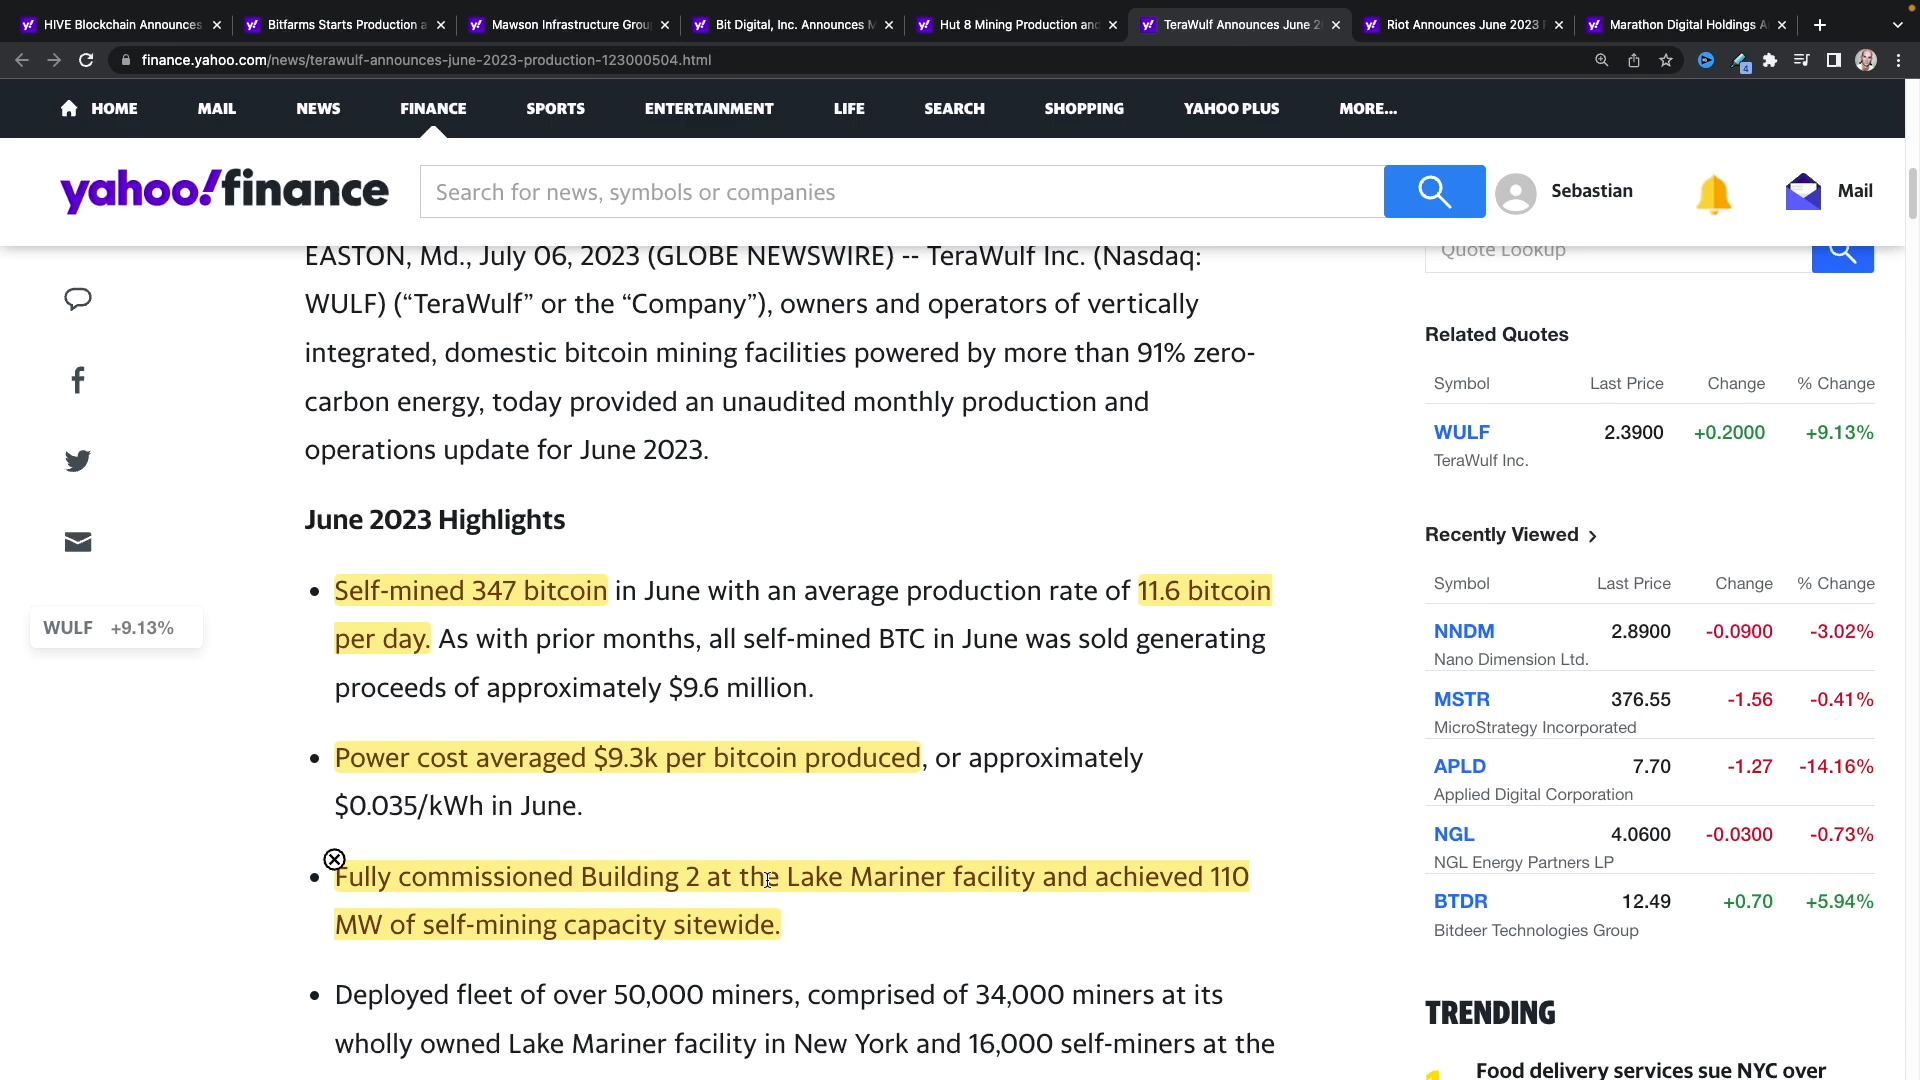 HIVE Blockchain Announces
Bitfarms Starts Production a
Mawson Infrastructure Grou
Bit Digital, Inc. Announces M
Hut 8 Mining Production and
TeraWulf Announces June 2
Riot Announces June 2023
Marathon Digital Holdings A
finance.yahoo.com/news/terawulf-announces-june-2023-production-123000504.html
4
HOME MAIL NEWS FINANCE SPORTS ENTERTAINMENT LIFE SEARCH SHOPPING YAHOO PLUS MORE...
yahoo!finance
Search for news, symbols or companies
Sebastian
Mail
EASTON, Md., July 06, 2023 (GLOBE NEWSWIRE) -- TeraWulf Inc. (Nasdaq:
WULF) (“TeraWulf” or the “Company”), owners and operators of vertically
integrated, domestic bitcoin mining facilities powered by more than 91% zero-
carbon energy, today provided an unaudited monthly production and
operations update for June 2023.
June 2023 Highlights
• Self-mined 347 bitcoin in June with an average production rate of 11.6 bitcoin
per day. As with prior months, all self-mined BTC in June was sold generating
proceeds of approximately $9.6 million.
• Power cost averaged $9.3k per bitcoin produced, or approximately
$0.035/kWh in June.
• Fully commissioned Building 2 at the Lake Mariner facility and achieved 110
MW of self-mining capacity sitewide.
• Deployed fleet of over 50,000 miners, comprised of 34,000 miners at its
wholly owned Lake Mariner facility in New York and 16,000 self-miners at the
WULF +9.13%
Quote Lookup
Related Quotes
Symbol Last Price Change % Change
WULF 2.3900 +0.2000 +9.13%
TeraWulf Inc.
Recently Viewed
Symbol Last Price Change % Change
NNDM 2.8900 -0.0900 -3.02%
Nano Dimension Ltd.
MSTR 376.55 -1.56 -0.41%
MicroStrategy Incorporated
APLD 7.70 -1.27 -14.16%
Applied Digital Corporation
NGL 4.0600 -0.0300 -0.73%
NGL Energy Partners LP
BTDR 12.49 +0.70 +5.94%
Bitdeer Technologies Group
TRENDING
1 Food delivery services sue NYC over